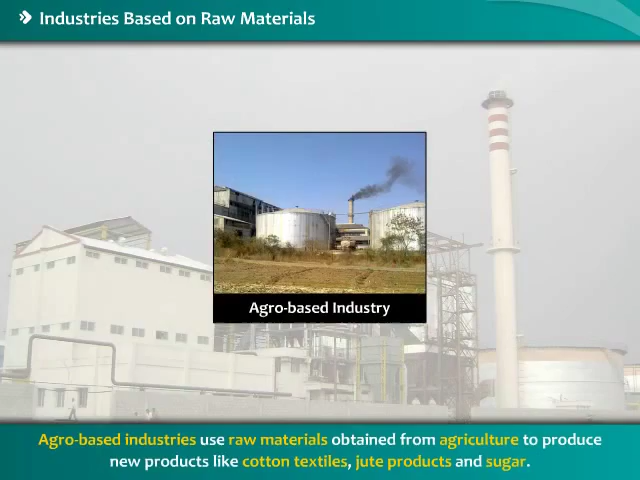 Industries Based on Raw Materials
Agro-based Industry
Agro-based industries use raw materials obtained from agriculture to produce
new products like cotton textiles, jute products and sugar.